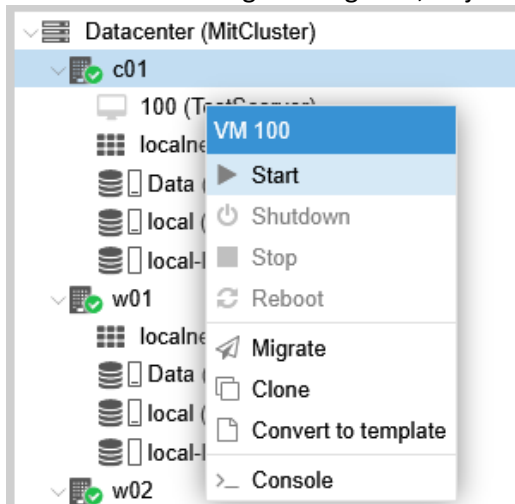 Datacenter (MitCluster)
c01
100
VM 100
Start
Data (
Shutdown
local (
Stop
Reboot
w01
Migrate
Data (
Clone
local (
Convert to template
Console
w02